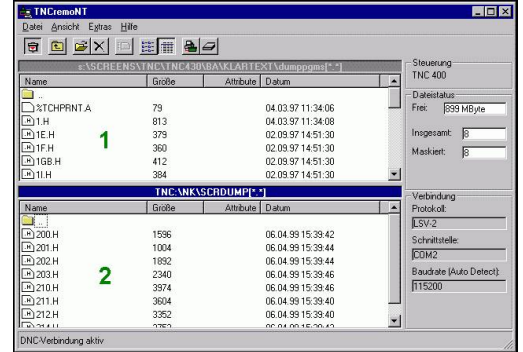 TNCremoNT
Datei Ansicht Extras Hilfe
s:\SCREENS\TNC\TNC430\BA\KLARTEXT\dumppgms[*.*]
Name Größe Attribute Datum
..
%TCHPRNT.A 79 04.03.97 11:34:06
1.H 813 04.03.97 11:34:08
1E.H 379 02.09.97 14:51:30
1F.H 360 02.09.97 14:51:30
1GB.H 412 02.09.97 14:51:30
1I.H 384 02.09.97 14:51:30
1
TNC:\NK\SCRDUMP[*.*]
Name Größe Attribute Datum
..
200.H 1596 06.04.99 15:39:42
201.H 1004 06.04.99 15:39:44
202.H 1892 06.04.99 15:39:44
203.H 2340 06.04.99 15:39:46
210.H 3974 06.04.99 15:39:46
211.H 3604 06.04.99 15:39:40
212.H 3352 06.04.99 15:39:40
214.H 2752 06.04.99 15:39:42
2
Steuerung
TNC 400
Dateistatus
Frei: 899 MByte
Insgesamt: 8
Maskiert: 8
Verbindung
Protokoll:
LSV-2
Schnittstelle:
COM2
Baudrate (Auto Detect):
115200
DNC-Verbindung aktiv